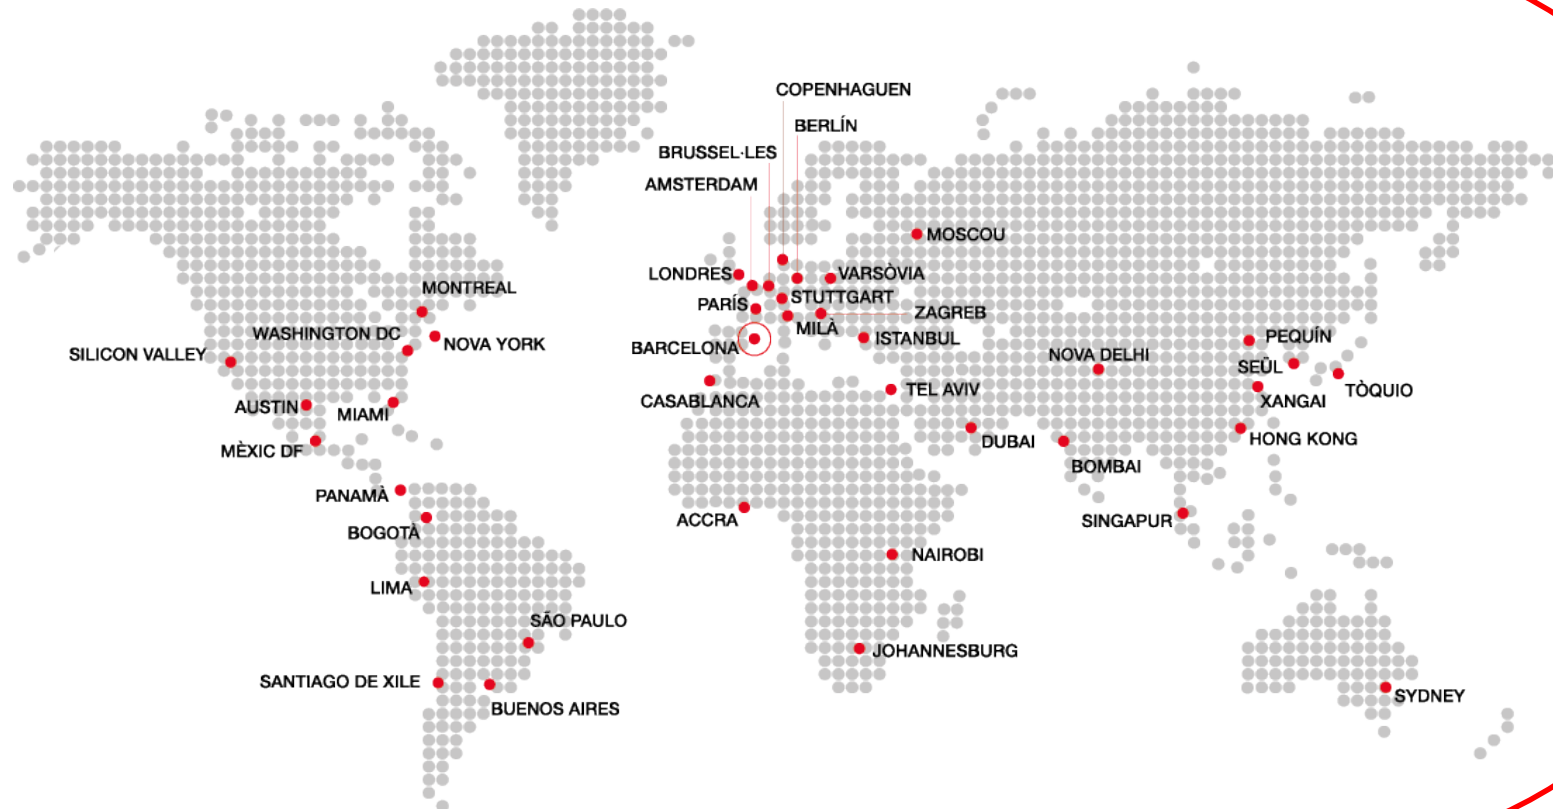 COPENHAGUEN
BERLÍN
BRUSSEL·LES
AMSTERDAM
MOSCOU
LONDRES
VARSÒVIA
MONTREAL
STUTTGART
PARÍS
ZAGREB
MILÀ
WASHINGTON DC
NOVA YORK
ISTANBUL
PEQUÍN
BARCELONA
SILICON VALLEY
NOVA DELHI
SEÜL
TEL AVIV
TÒQUIO
CASABLANCA
XANGAI
AUSTIN
MIAMI
DUBAI
HONG KONG
MÈXIC DF
BOMBAI
PANAMÀ
ACCRA
SINGAPUR
BOGOTÀ
NAIROBI
LIMA
SÃO PAULO
JOHANNESBURG
SANTIAGO DE XILE
SYDNEY
BUENOS AIRES